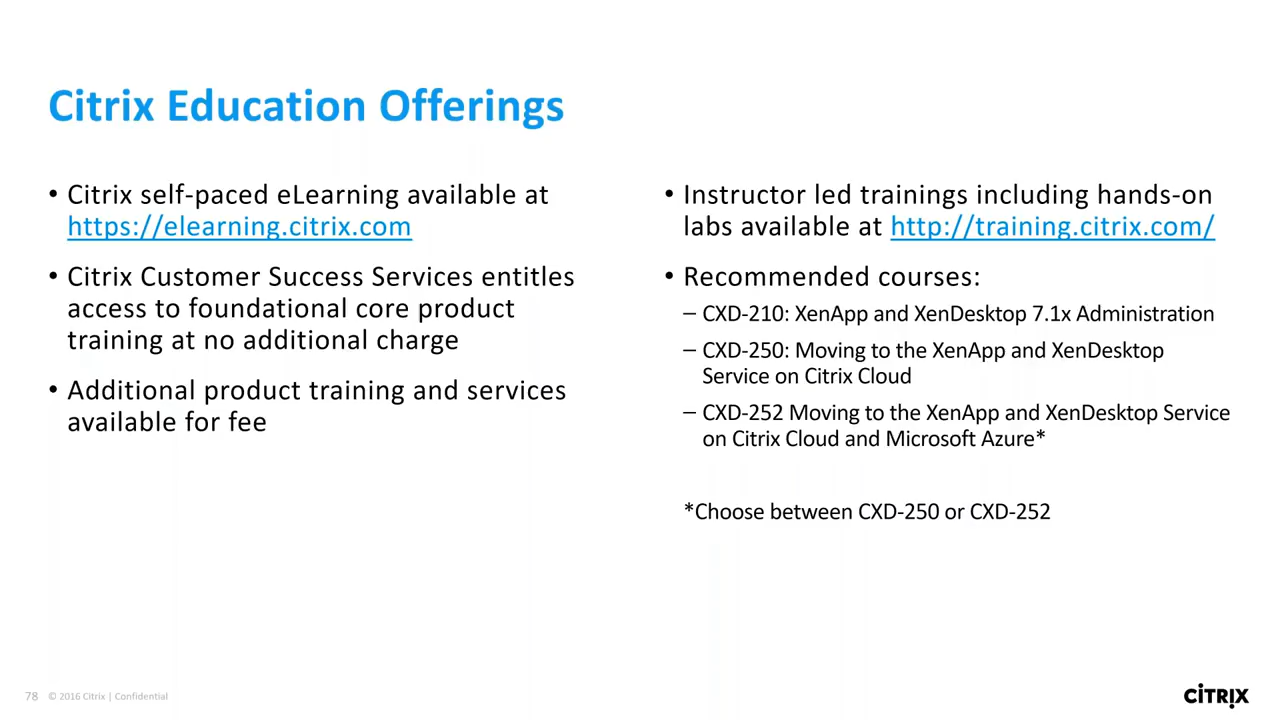 Citrix Education Offerings
• Citrix self-paced eLearning available at
https://elearning.citrix.com
• Citrix Customer Success Services entitles
access to foundational core product
training at no additional charge
• Additional product training and services
available for fee
• Instructor led trainings including hands-on
labs available at http://training.citrix.com/
• Recommended courses:
– CXD-210: XenApp and XenDesktop 7.1x Administration
– CXD-250: Moving to the XenApp and XenDesktop
Service on Citrix Cloud
– CXD-252 Moving to the XenApp and XenDesktop Service
on Citrix Cloud and Microsoft Azure*
*Choose between CXD-250 or CXD-252
78 © 2016 Citrix | Confidential
CITRIX